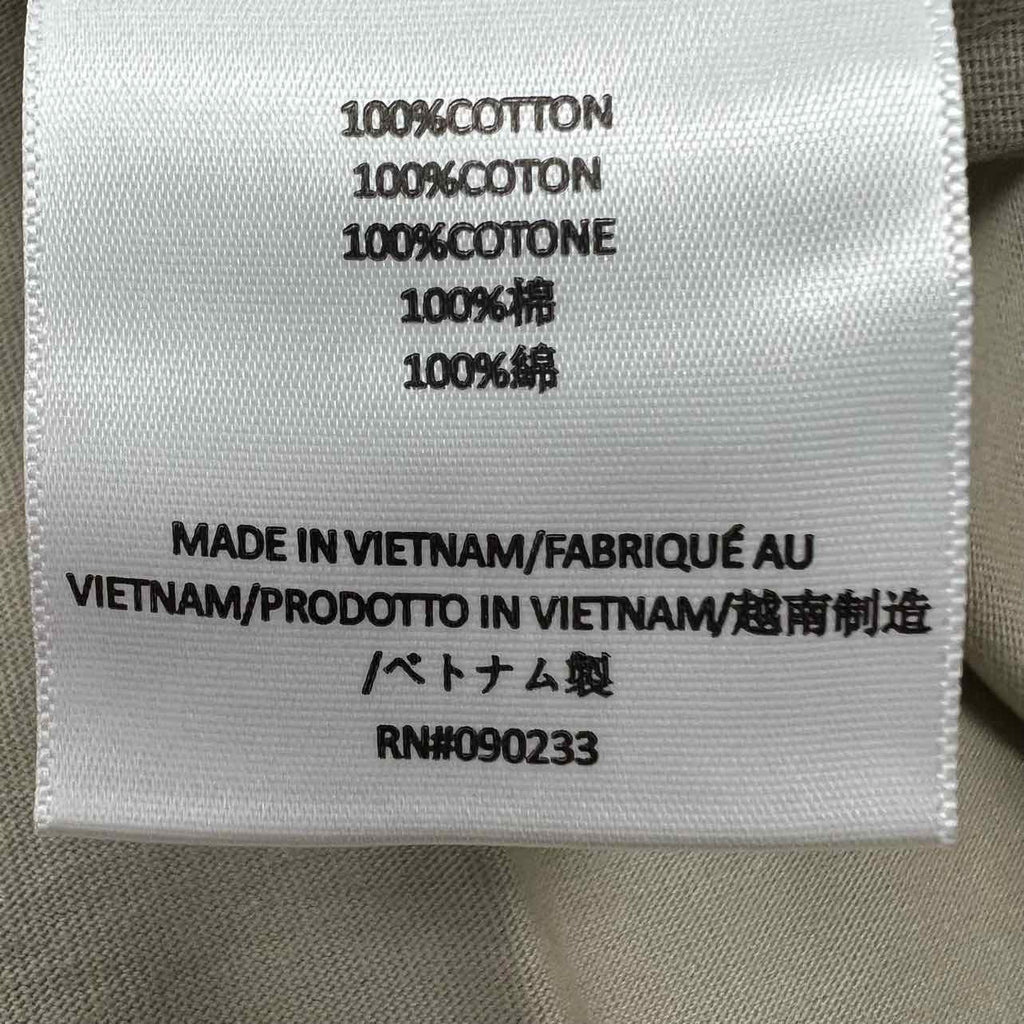 100%COTTON
100%COTON
100%COTONE
100%棉
100%綿
MADE IN VIETNAM/FABRIQUÉ AU
VIETNAM/PRODOTTO IN VIETNAM/越南制造
/ベトナム製
RN#090233